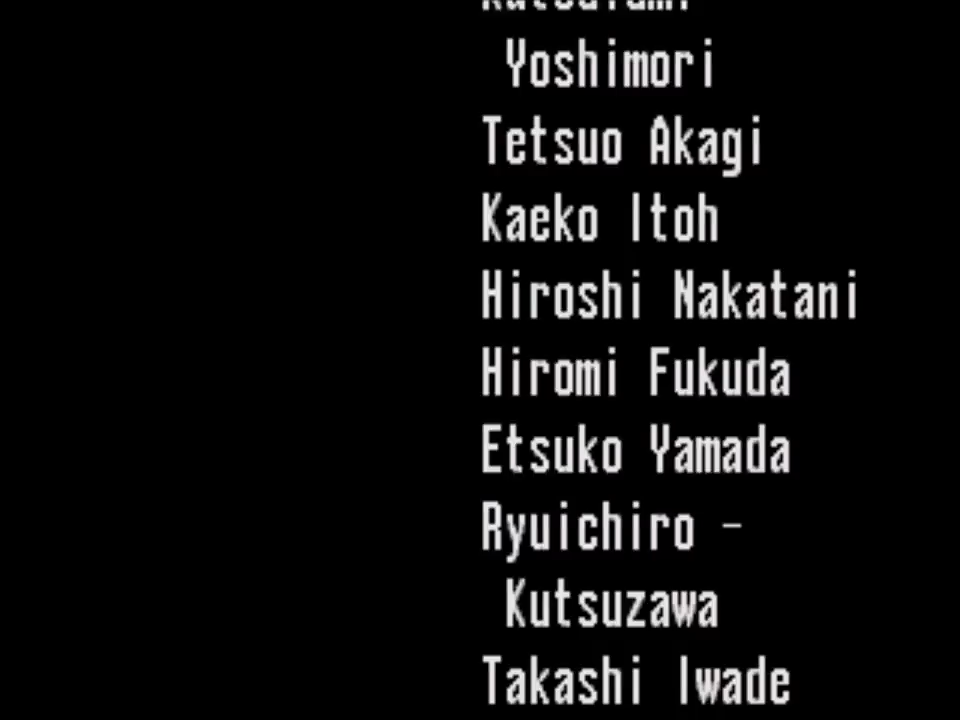 Yoshimori
Tetsuo Akagi
Kaeko Itoh
Hiroshi Nakatani
Hiromi Fukuda
Etsuko Yamada
Ryuichiro -
Kutsuzawa
Takashi Iwade